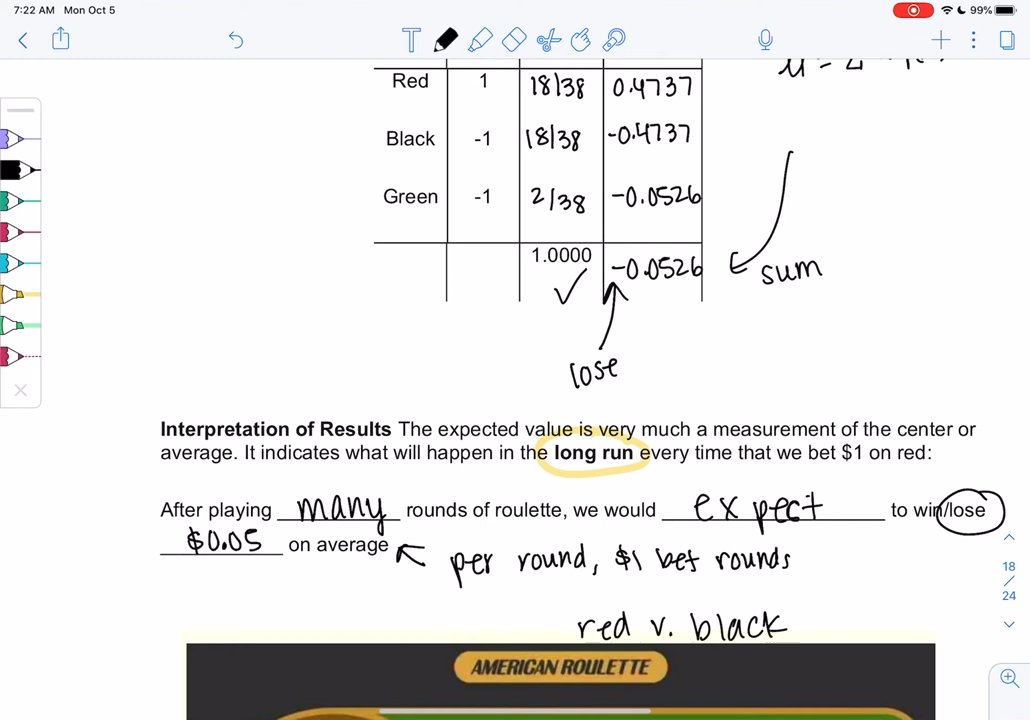 7:22 AM Mon Oct 5
99%
T
Red 1 18/38 0.4737
Black -1 18/38 -0.4737
Green -1 2/38 -0.0526
1.0000 -0.0526
sum
lose
Interpretation of Results The expected value is very much a measurement of the center or
average. It indicates what will happen in the long run every time that we bet $1 on red:
After playing many rounds of roulette, we would expect to win/lose
$0.05 on average
per round, $1 bet rounds
red v. black
18
/
24
AMERICAN ROULETTE